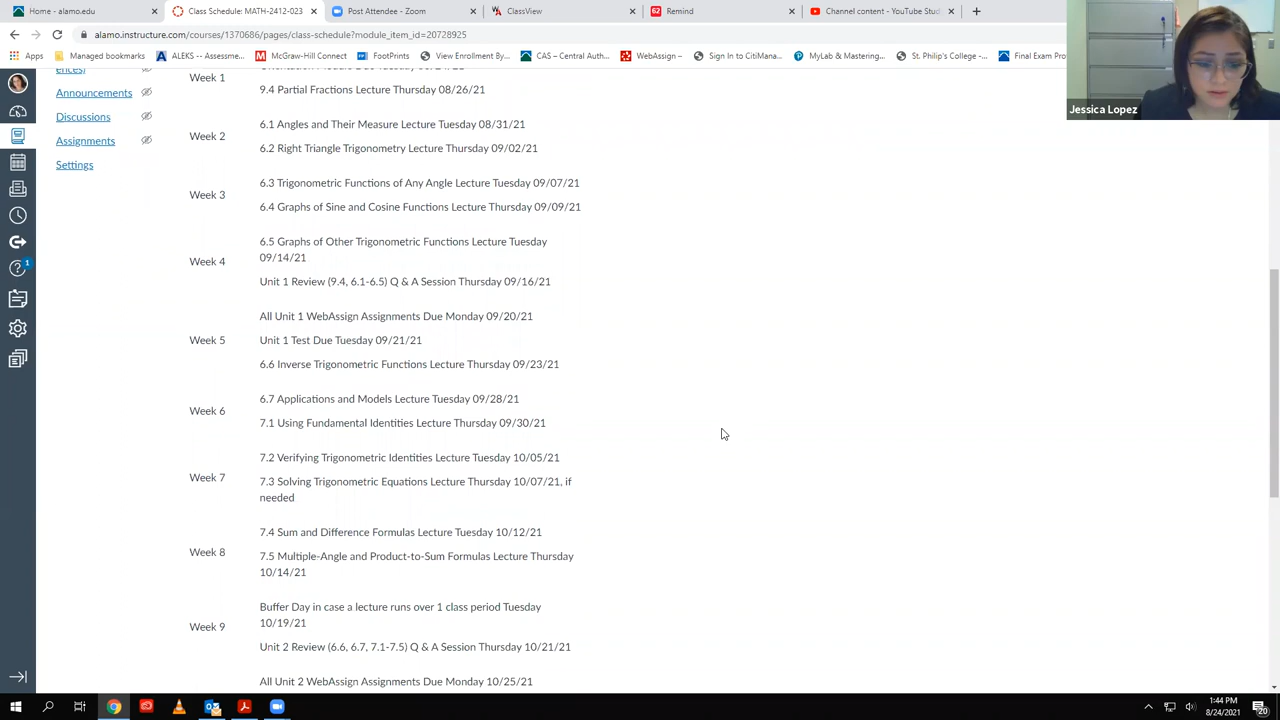 Home - alamo.edu
Class Schedule: MATH-2412-023
Post Attendee - Zoom
ClassView
Remind
Channel content - YouTube Stud
alamo.instructure.com/courses/1370686/pages/class-schedule?module_item_id=20728925
Apps
Managed bookmarks
ALEKS -- Assessme...
McGraw-Hill Connect
FootPrints
View Enrollment By...
CAS – Central Auth...
WebAssign –
Sign In to CitiMana...
MyLab & Mastering...
St. Philip's College -...
Final Exam Pro
Jessica Lopez
ences)
Announcements
Discussions
Assignments
Settings
1
Week 1
9.4 Partial Fractions Lecture Thursday 08/26/21
Week 2
6.1 Angles and Their Measure Lecture Tuesday 08/31/21
6.2 Right Triangle Trigonometry Lecture Thursday 09/02/21
Week 3
6.3 Trigonometric Functions of Any Angle Lecture Tuesday 09/07/21
6.4 Graphs of Sine and Cosine Functions Lecture Thursday 09/09/21
Week 4
6.5 Graphs of Other Trigonometric Functions Lecture Tuesday
09/14/21
Unit 1 Review (9.4, 6.1-6.5) Q & A Session Thursday 09/16/21
Week 5
All Unit 1 WebAssign Assignments Due Monday 09/20/21
Unit 1 Test Due Tuesday 09/21/21
6.6 Inverse Trigonometric Functions Lecture Thursday 09/23/21
Week 6
6.7 Applications and Models Lecture Tuesday 09/28/21
7.1 Using Fundamental Identities Lecture Thursday 09/30/21
Week 7
7.2 Verifying Trigonometric Identities Lecture Tuesday 10/05/21
7.3 Solving Trigonometric Equations Lecture Thursday 10/07/21, if
needed
Week 8
7.4 Sum and Difference Formulas Lecture Tuesday 10/12/21
7.5 Multiple-Angle and Product-to-Sum Formulas Lecture Thursday
10/14/21
Week 9
Buffer Day in case a lecture runs over 1 class period Tuesday
10/19/21
Unit 2 Review (6.6, 6.7, 7.1-7.5) Q & A Session Thursday 10/21/21
All Unit 2 WebAssign Assignments Due Monday 10/25/21
1:44 PM
8/24/2021
20